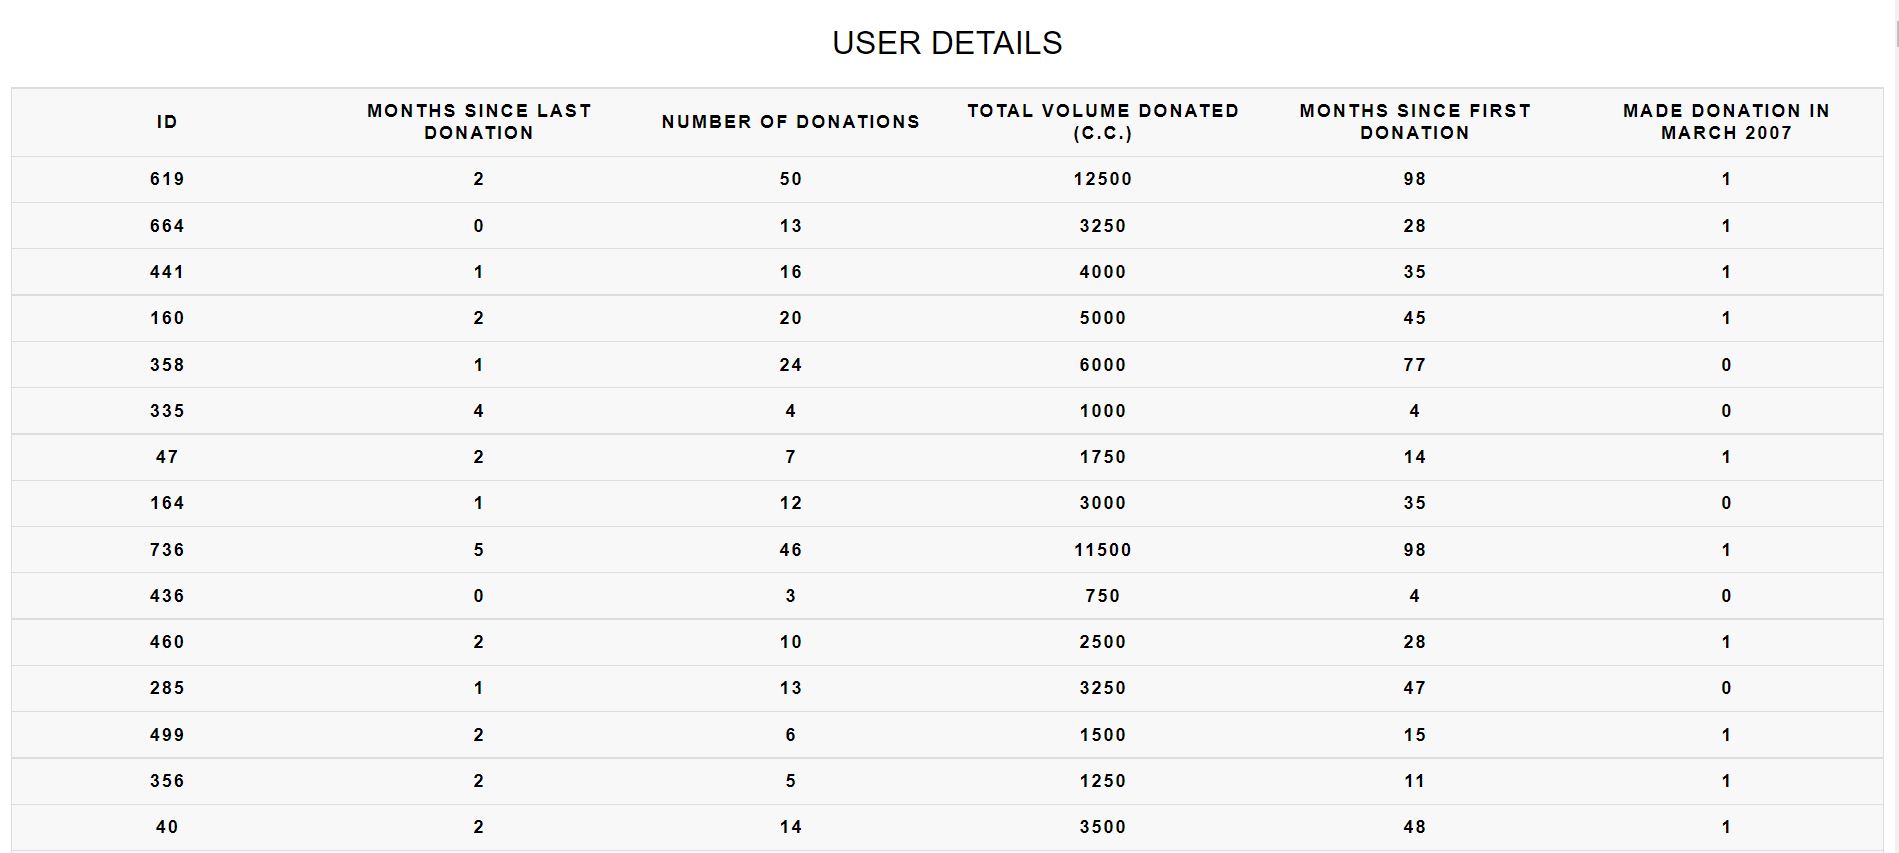 USER DETAILS
ID MONTHS SINCE LAST DONATION NUMBER OF DONATIONS TOTAL VOLUME DONATED (C.C.) MONTHS SINCE FIRST DONATION MADE DONATION IN MARCH 2007
619 2 50 12500 98 1
664 0 13 3250 28 1
441 1 16 4000 35 1
160 2 20 5000 45 1
358 1 24 6000 77 0
335 4 4 1000 4 0
47 2 7 1750 14 1
164 1 12 3000 35 0
736 5 46 11500 98 1
436 0 3 750 4 0
460 2 10 2500 28 1
285 1 13 3250 47 0
499 2 6 1500 15 1
356 2 5 1250 11 1
40 2 14 3500 48 1